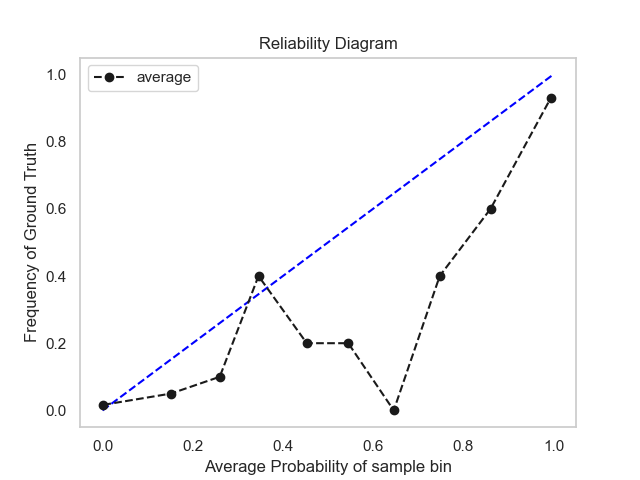 Reliability Diagram
average
1.0
0.8
0.6
0.4
0.2
0.0
Frequency of Ground Truth
0.0 0.2 0.4 0.6 0.8 1.0
Average Probability of sample bin